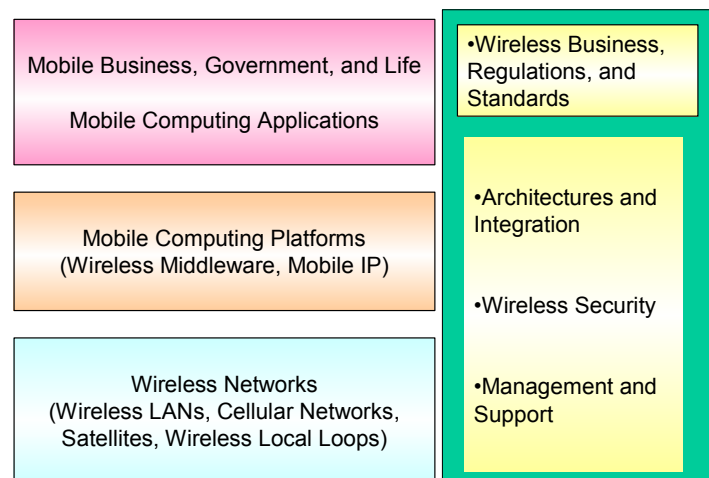 Mobile Business, Government, and Life
Mobile Computing Applications
Mobile Computing Platforms
(Wireless Middleware, Mobile IP)
Wireless Networks
(Wireless LANs, Cellular Networks,
Satellites, Wireless Local Loops)
•Wireless Business,
Regulations, and
Standards
•Architectures and
Integration
•Wireless Security
•Management and
Support